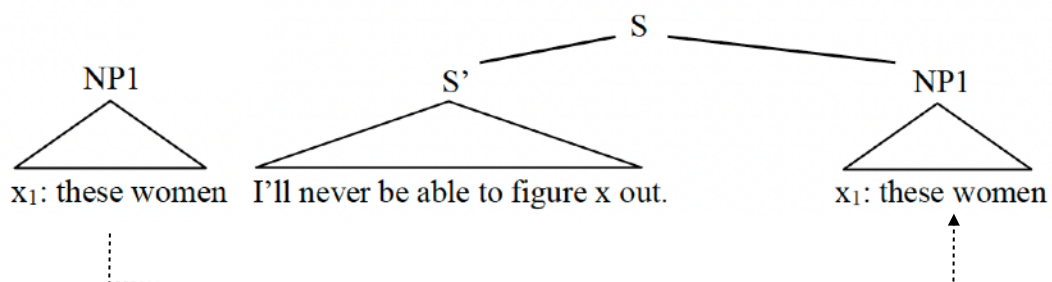 S
NP1 S’ NP1
x₁: these women I’ll never be able to figure x out. x₁: these women